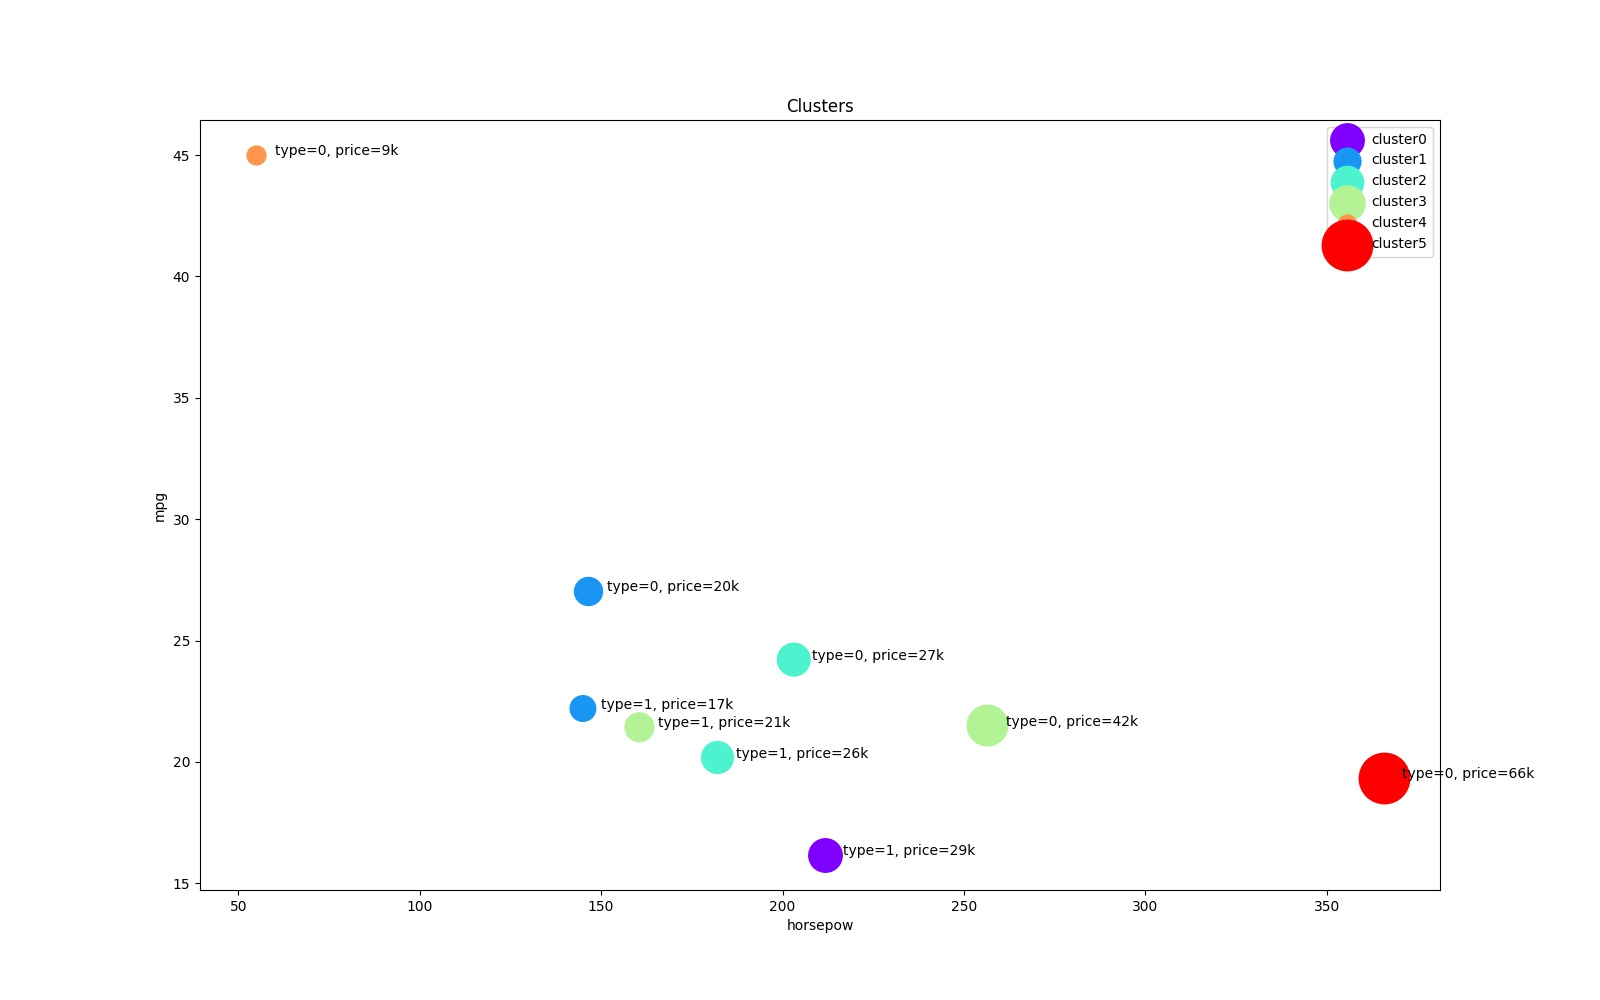 Clusters
cluster0
cluster1
cluster2
cluster3
cluster4
cluster5
type=0, price=9k
type=0, price=20k
type=0, price=27k
type=1, price=17k
type=1, price=21k
type=0, price=42k
type=1, price=26k
type=0, price=66k
type=1, price=29k
mpg
45
40
35
30
25
20
15
50 100 150 200 250 300 350
horsepow